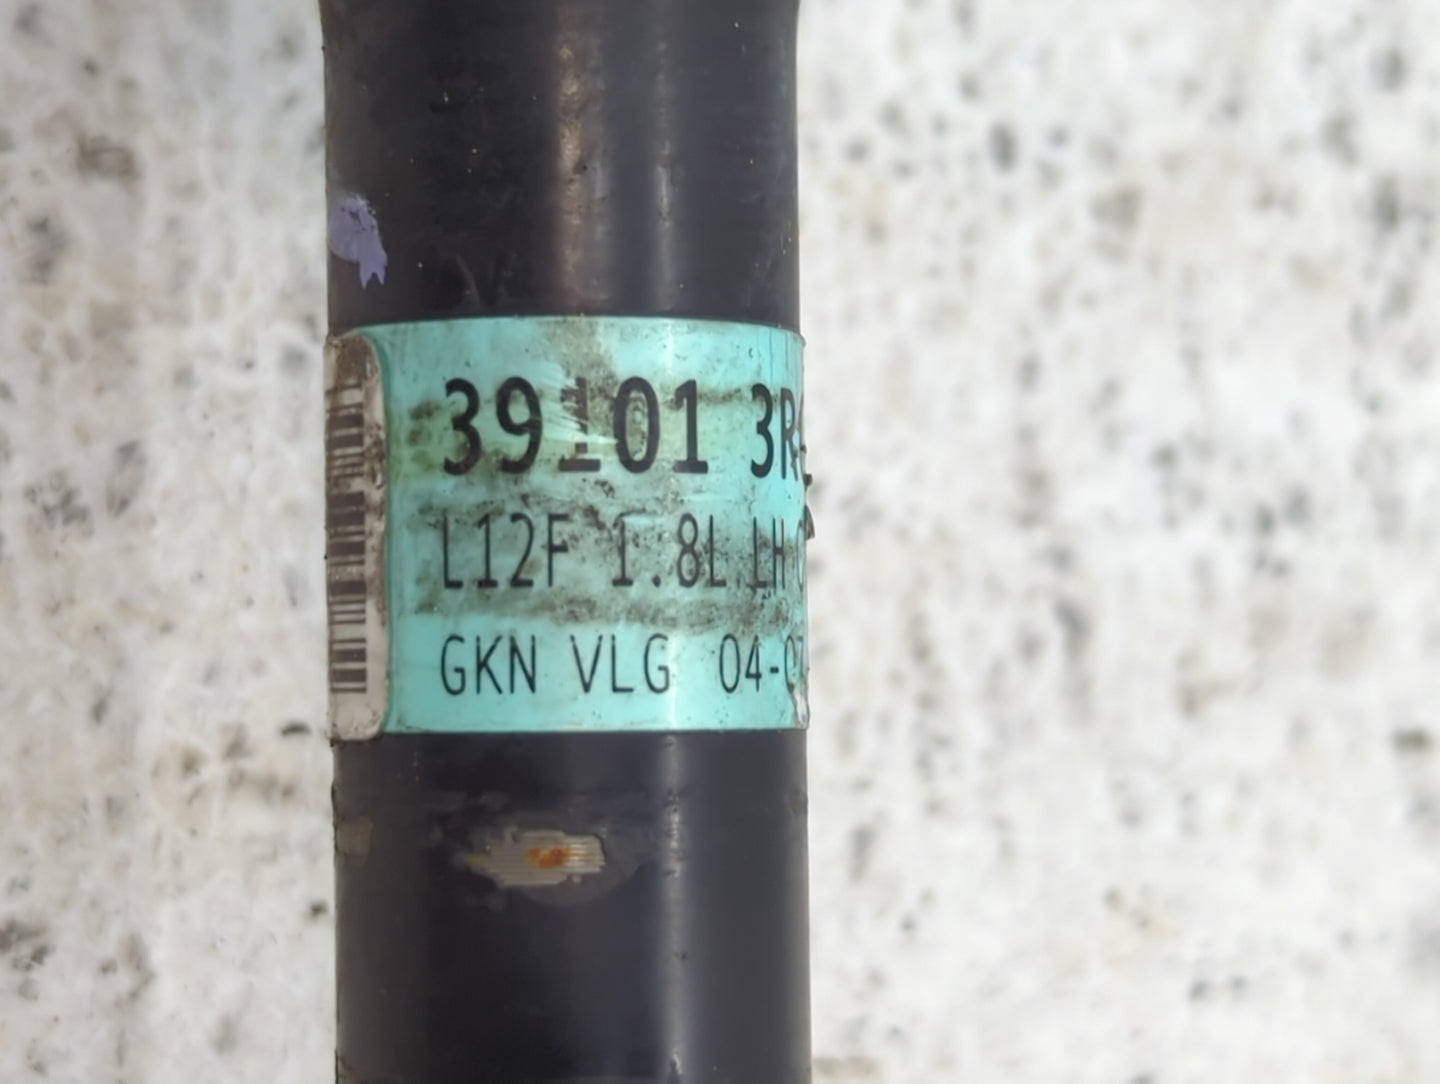 39101 3R
L12F 1.8L LH
GKN VLG 04-0